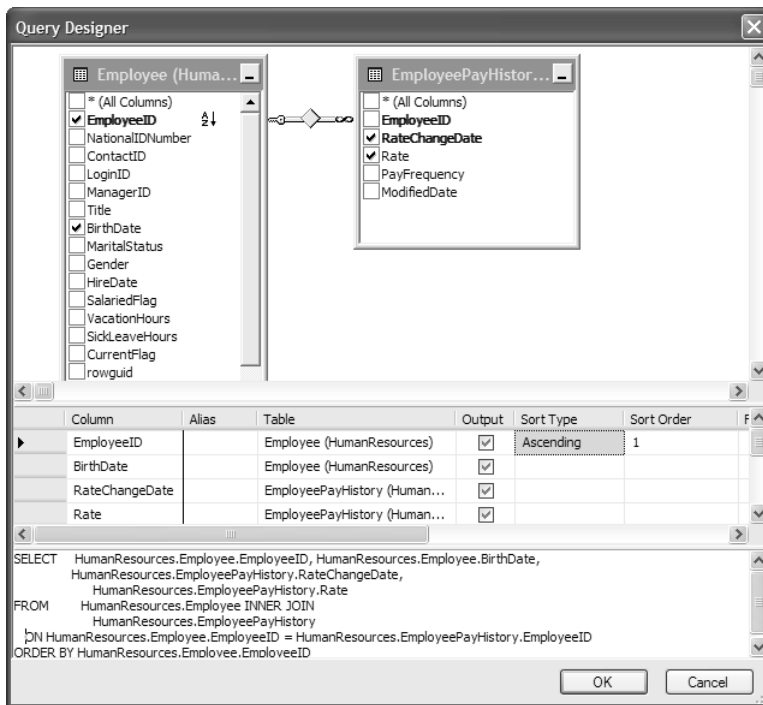 Query Designer
Employee (Huma...
* (All Columns)
EmployeeID
NationalIDNumber
ContactID
LoginID
ManagerID
Title
BirthDate
MaritalStatus
Gender
HireDate
SalariedFlag
VacationHours
SickLeaveHours
CurrentFlag
rowguid
EmployeePayHistor...
* (All Columns)
EmployeeID
RateChangeDate
Rate
PayFrequency
ModifiedDate
Column Alias Table Output Sort Type Sort Order F
EmployeeID Employee (HumanResources) Ascending 1
BirthDate Employee (HumanResources)
RateChangeDate EmployeePayHistory (Human...
Rate EmployeePayHistory (Human...
SELECT HumanResources.Employee.EmployeeID, HumanResources.Employee.BirthDate,
HumanResources.EmployeePayHistory.RateChangeDate,
HumanResources.EmployeePayHistory.Rate
FROM HumanResources.Employee INNER JOIN
HumanResources.EmployeePayHistory
ON HumanResources.Employee.EmployeeID = HumanResources.EmployeePayHistory.EmployeeID
ORDER BY HumanResources.Employee.EmployeeID
OK Cancel